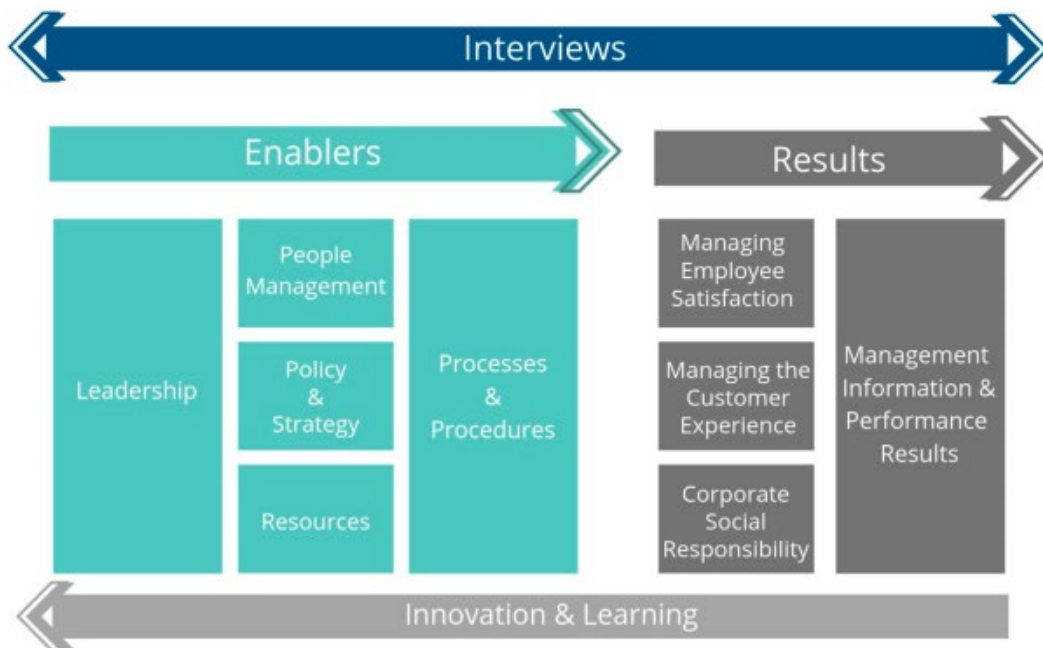 Interviews
Enablers
Results
Leadership
People
Management
Policy
&
Strategy
Resources
Processes
&
Procedures
Managing
Employee
Satisfaction
Managing the
Customer
Experience
Corporate
Social
Responsibility
Management
Information &
Performance
Results
Innovation & Learning